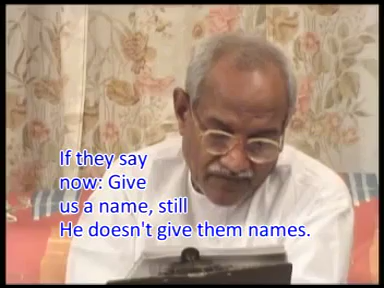 If they say
now: Give
us a name, still
He doesn't give them names.